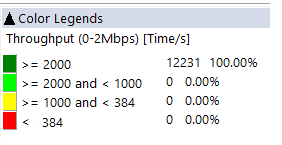 Color Legends
Throughput (0-2Mbps) [Time/s]
>= 2000 12231 100.00%
>= 2000 and < 1000 0 0.00%
>= 1000 and < 384 0 0.00%
< 384 0 0.00%